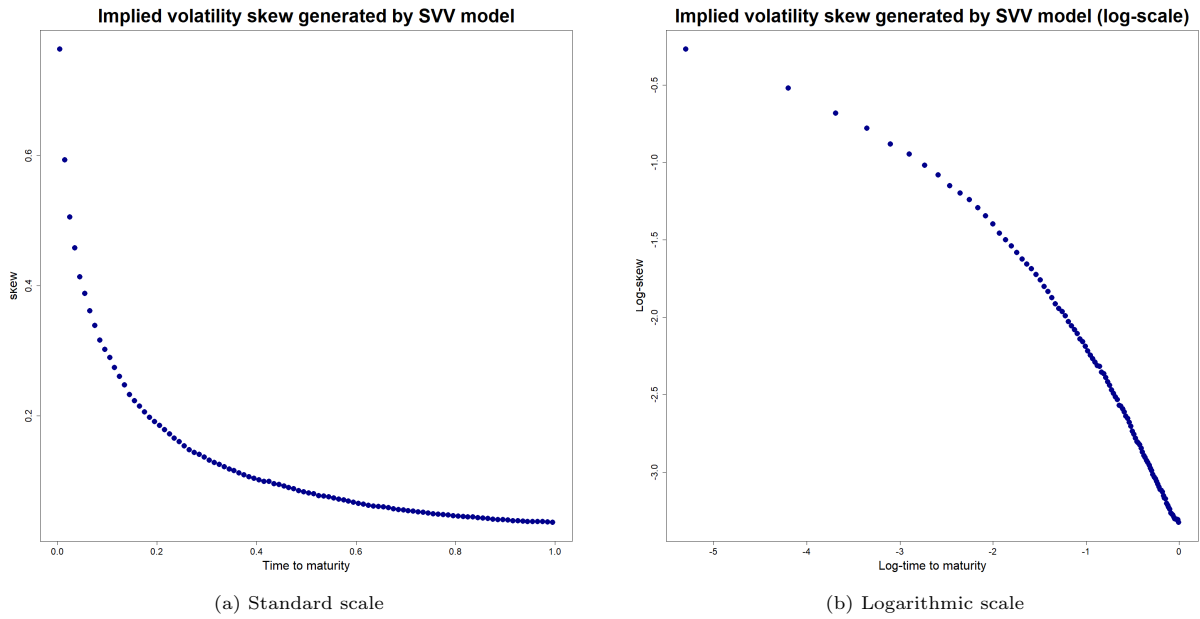 Implied volatility skew generated by SVV model
0.6
0.4
0.2
skew
0.0 0.2 0.4 0.6 0.8 1.0
Time to maturity
(a) Standard scale
Implied volatility skew generated by SVV model (log-scale)
-0.5
-1.0
-1.5
-2.0
-2.5
-3.0
Log-skew
-5 -4 -3 -2 -1 0
Log-time to maturity
(b) Logarithmic scale